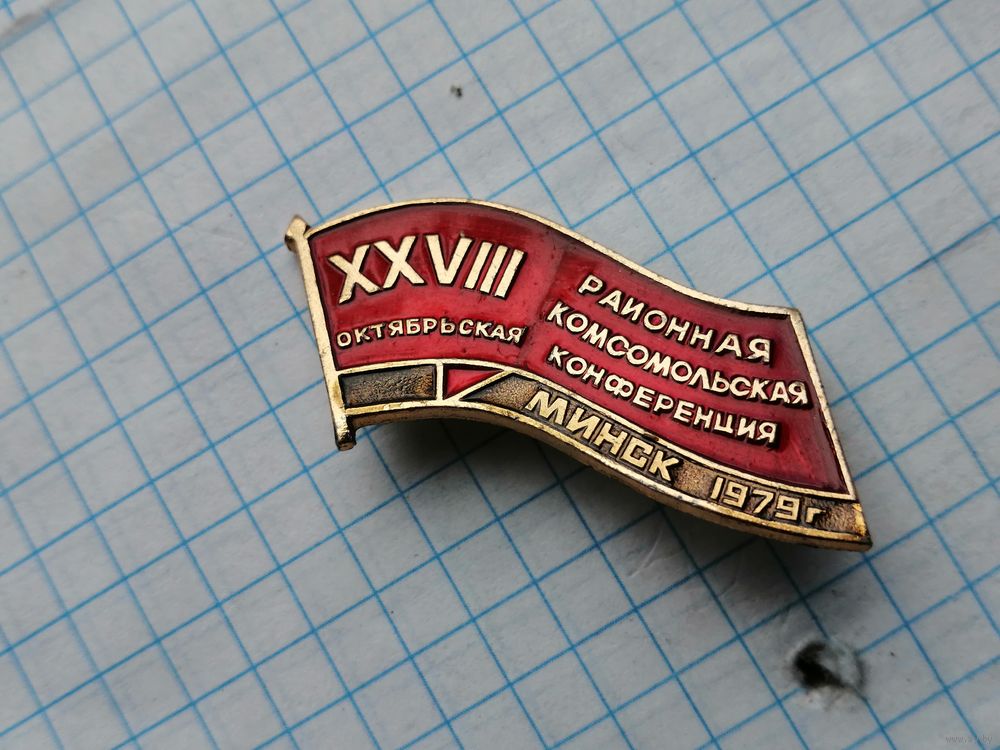 XXVIII
ОКТЯБРЬСКАЯ
РАЙОННАЯ
КОМСОМОЛЬСКАЯ
КОНФЕРЕНЦИЯ
МИНСК 1979г